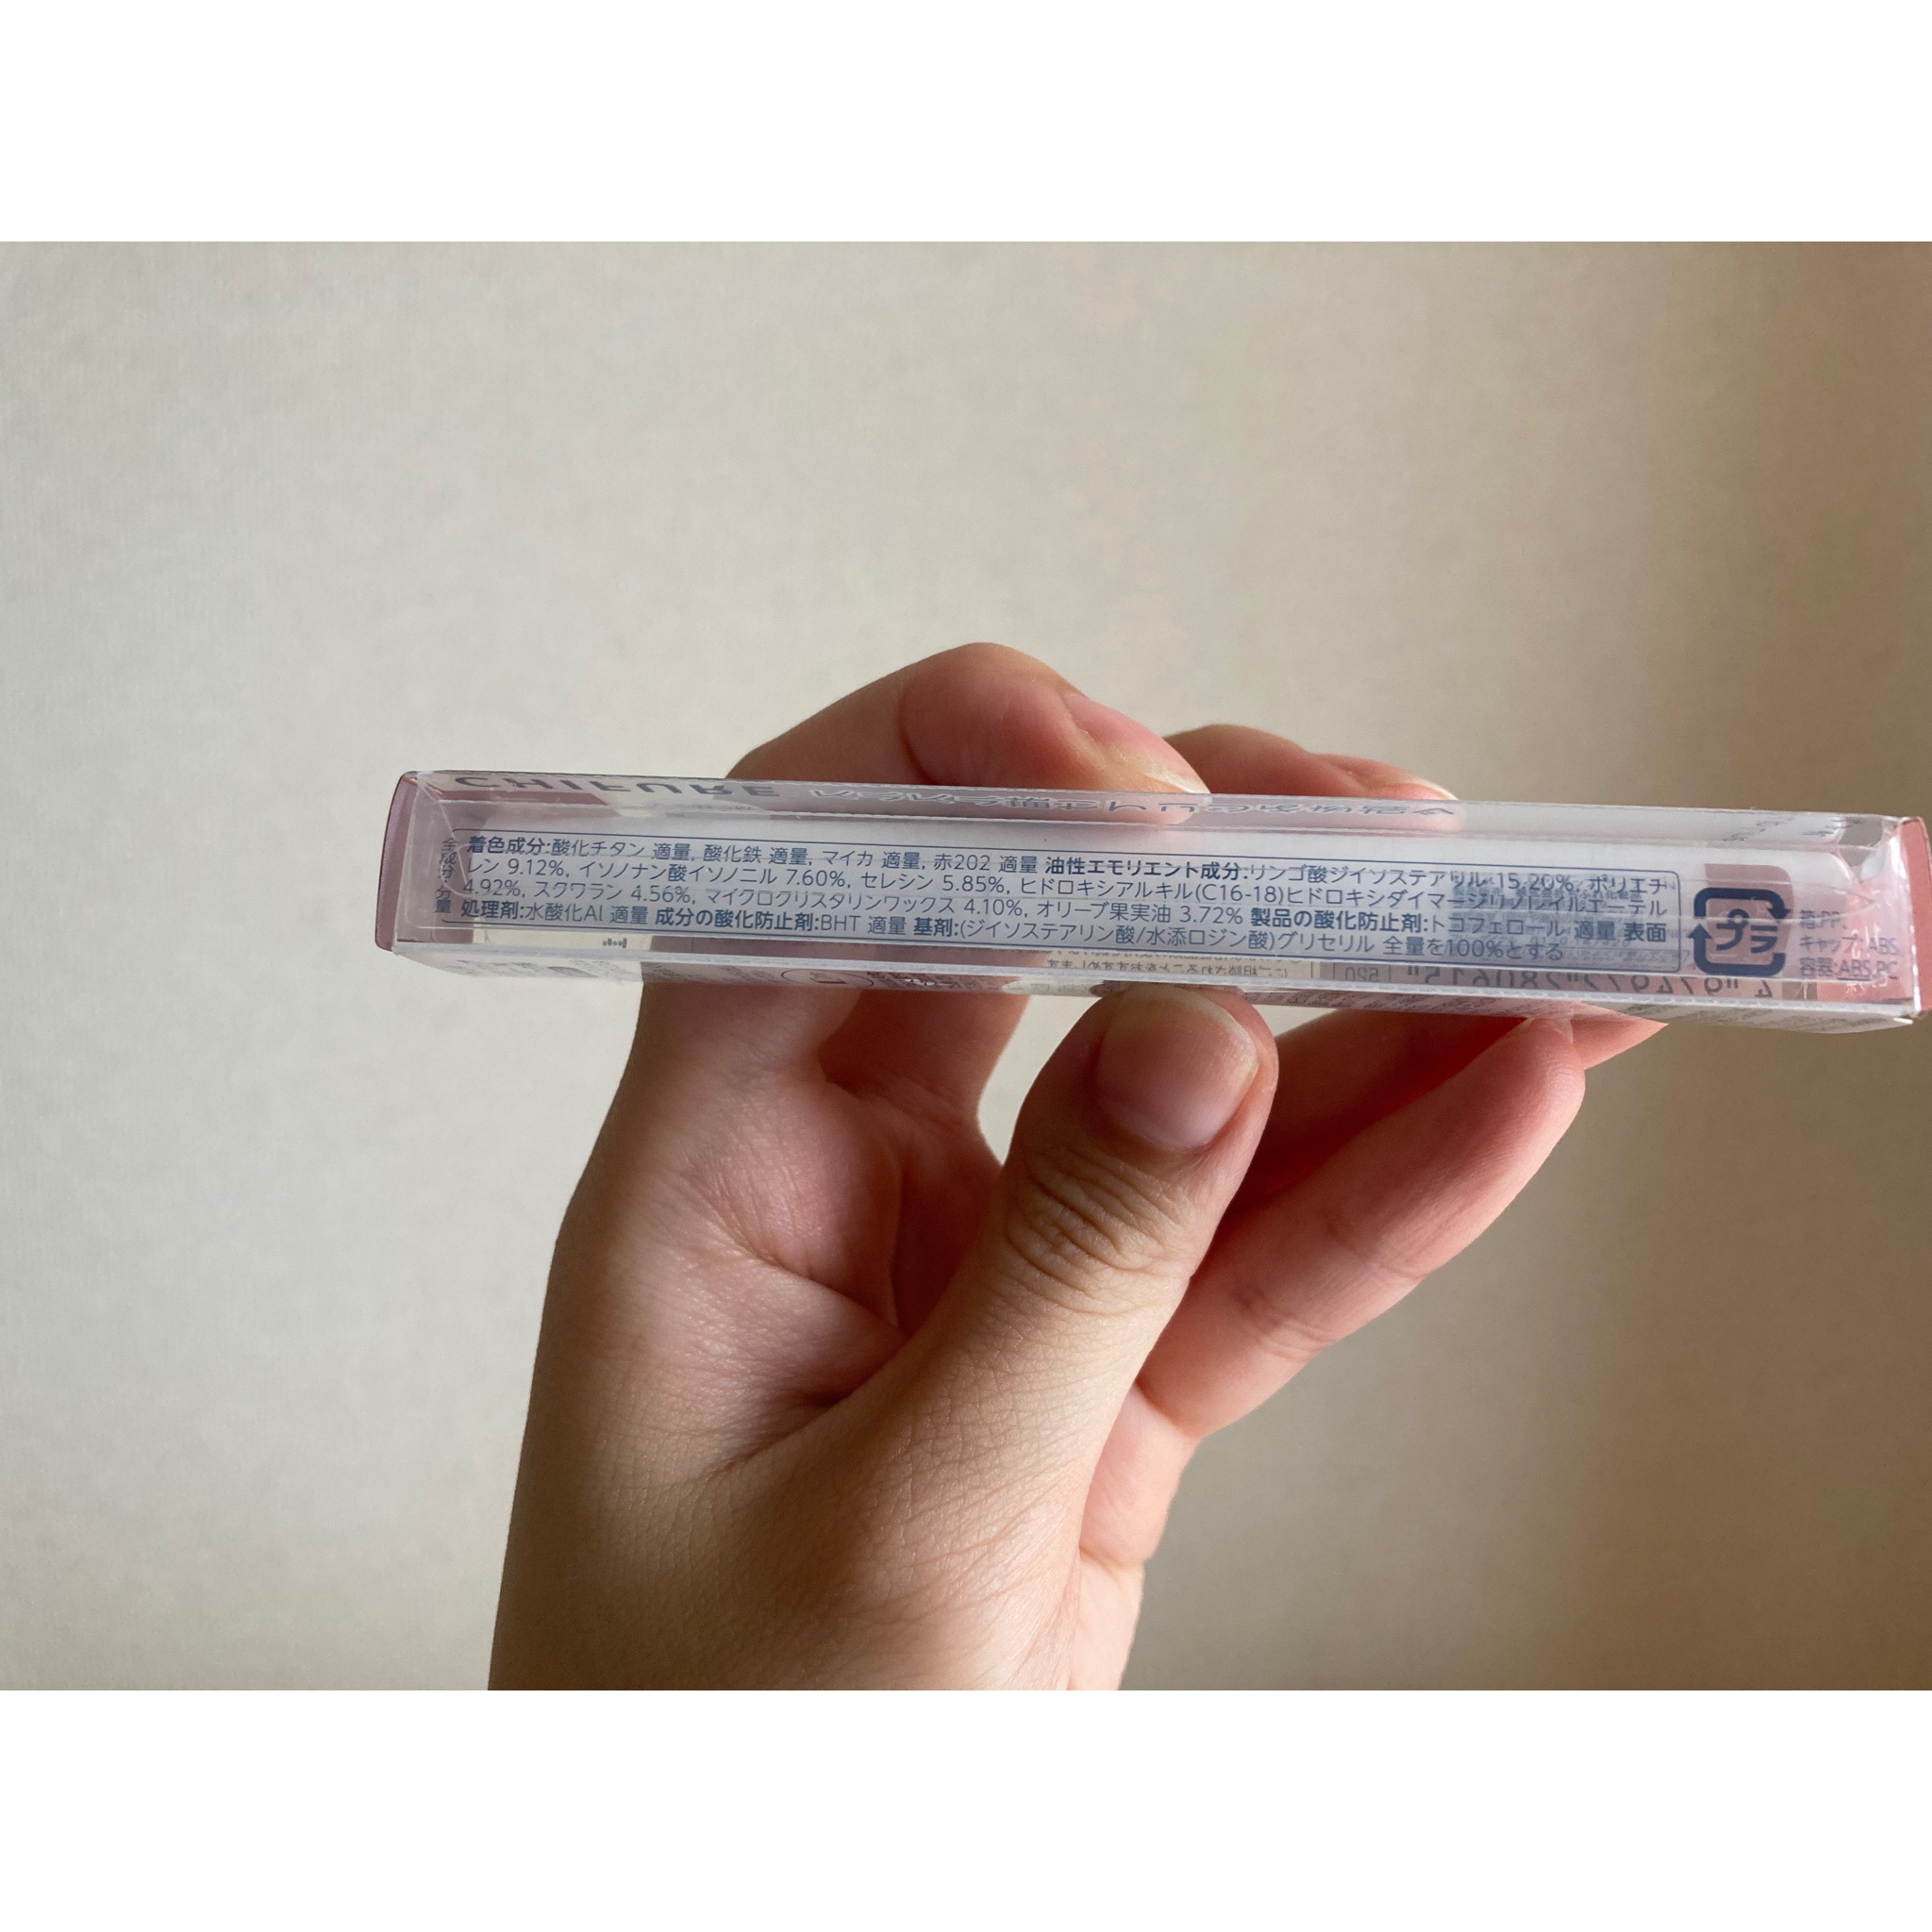 CHIFURE
全成分・分量
着色成分:酸化チタン 適量, 酸化鉄 適量, マイカ 適量, 赤202 適量 油性エモリエント成分:リンゴ酸ジイソステアリル 15.20%, ポリエチ
レン 9.12%, イソノナン酸イソノニル 7.60%, セレシン 5.85%, ヒドロキシアルキル(C16-18)ヒドロキシダイマージリノレイルエーテル
4.92%, スクワラン 4.56%, マイクロクリスタリンワックス 4.10%, オリーブ果実油 3.72% 製品の酸化防止剤:トコフェロール 適量 表面
処理剤:水酸化Al 適量 成分の酸化防止剤:BHT 適量 基剤:(ジイソステアリン酸/水添ロジン酸)グリセリル 全量を100%とする
プラ
箱:PP
キャップ:ABS
容器:ABS,PC
4 974972 280615